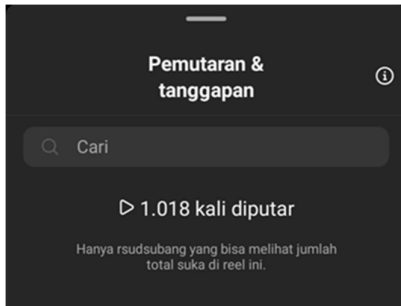 Pemutaran &
tanggapan
Cari
1.018 kali diputar
Hanya rsudsubang yang bisa melihat jumlah
total suka di reel ini.